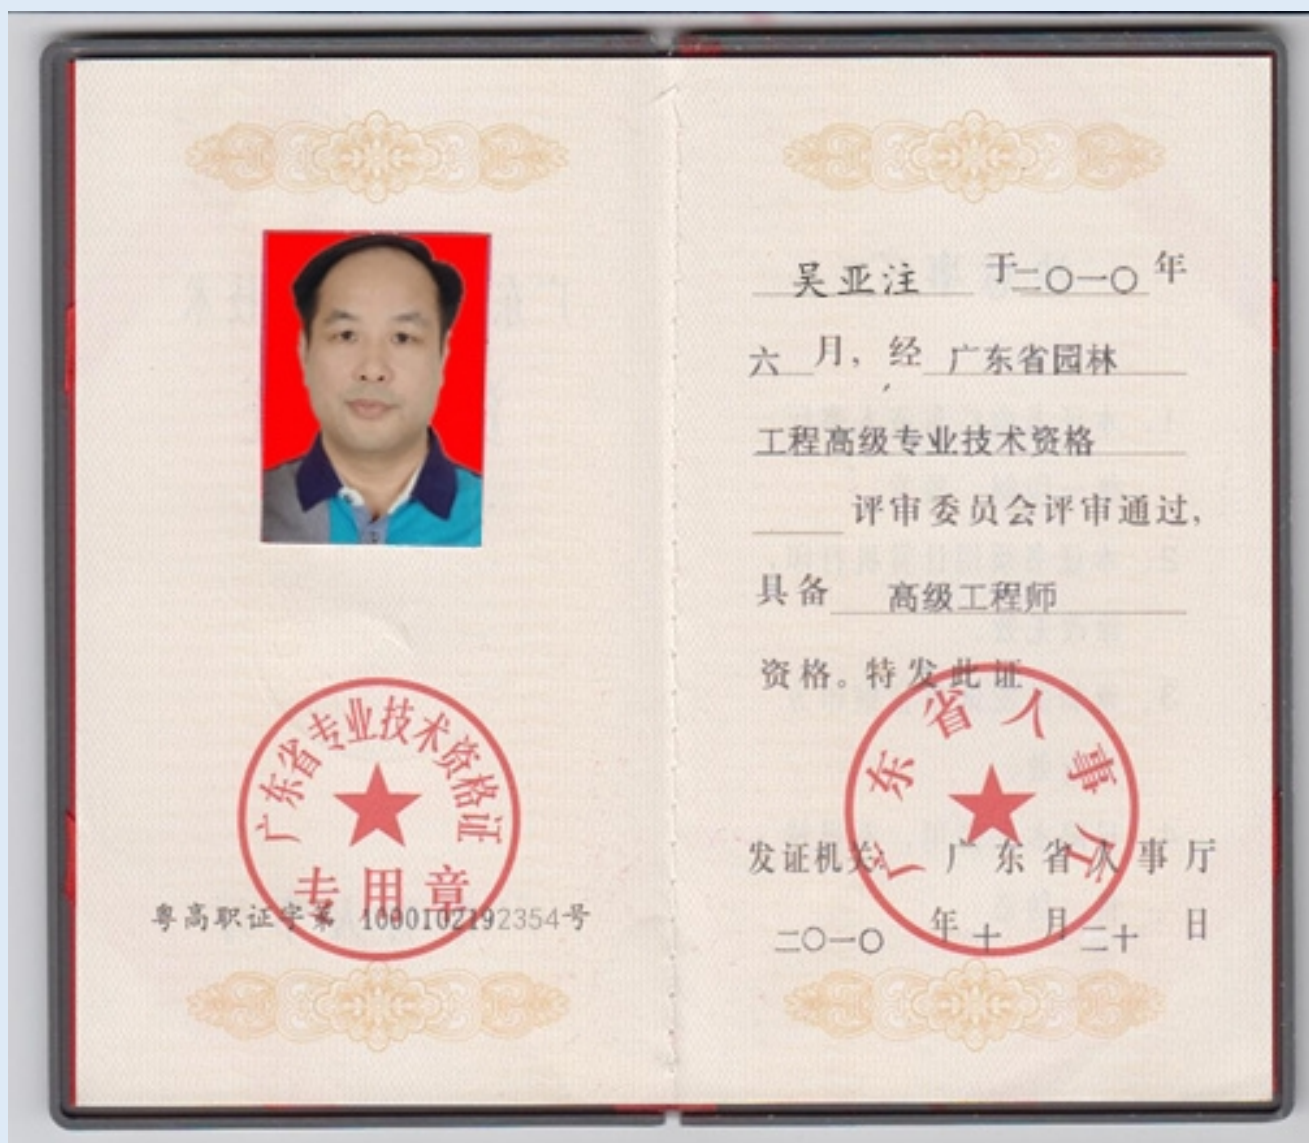 广东省专业技术资格证
专用章
粤高职证字第 1000102192354号
吴亚注 于二〇一〇年
六月，经 广东省园林
工程高级专业技术资格
评审委员会评审通过，
具备 高级工程师
资格。特发此证
广东省人事厅
发证机关: 广东省人事厅
二〇一〇年十月二十日